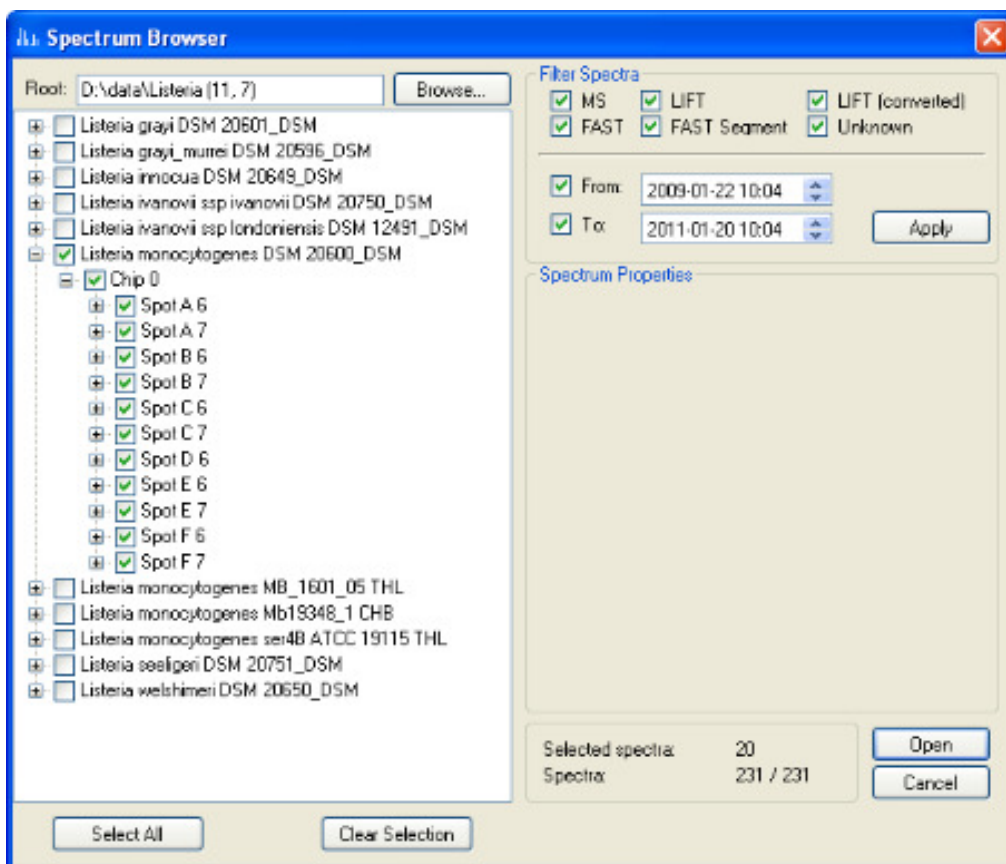 Spectrum Browser
Root: D:\data\Listeria (11, 7) Browse...
Listeria grayi DSM 20601_DSM
Listeria grayi_murrei DSM 20596_DSM
Listeria innocua DSM 20649_DSM
Listeria ivanovii ssp ivanovii DSM 20750_DSM
Listeria ivanovii ssp londoniensis DSM 12491_DSM
Listeria monocytogenes DSM 20600_DSM
Chip 0
Spot A 6
Spot A 7
Spot B 6
Spot B 7
Spot C 6
Spot C 7
Spot D 6
Spot E 6
Spot E 7
Spot F 6
Spot F 7
Listeria monocytogenes MB_1601_05 THL
Listeria monocytogenes Mb19348_1 CHB
Listeria monocytogenes ser4B ATCC 19115 THL
Listeria seeligeri DSM 20751_DSM
Listeria welshimeri DSM 20650_DSM
Select All Clear Selection
Filter Spectra
MS LIFT LIFT (converted)
FAST FAST Segment Unknown
From: 2009-01-22 10:04
To: 2011-01-20 10:04 Apply
Spectrum Properties
Selected spectra: 20
Spectra: 231 / 231
Open
Cancel